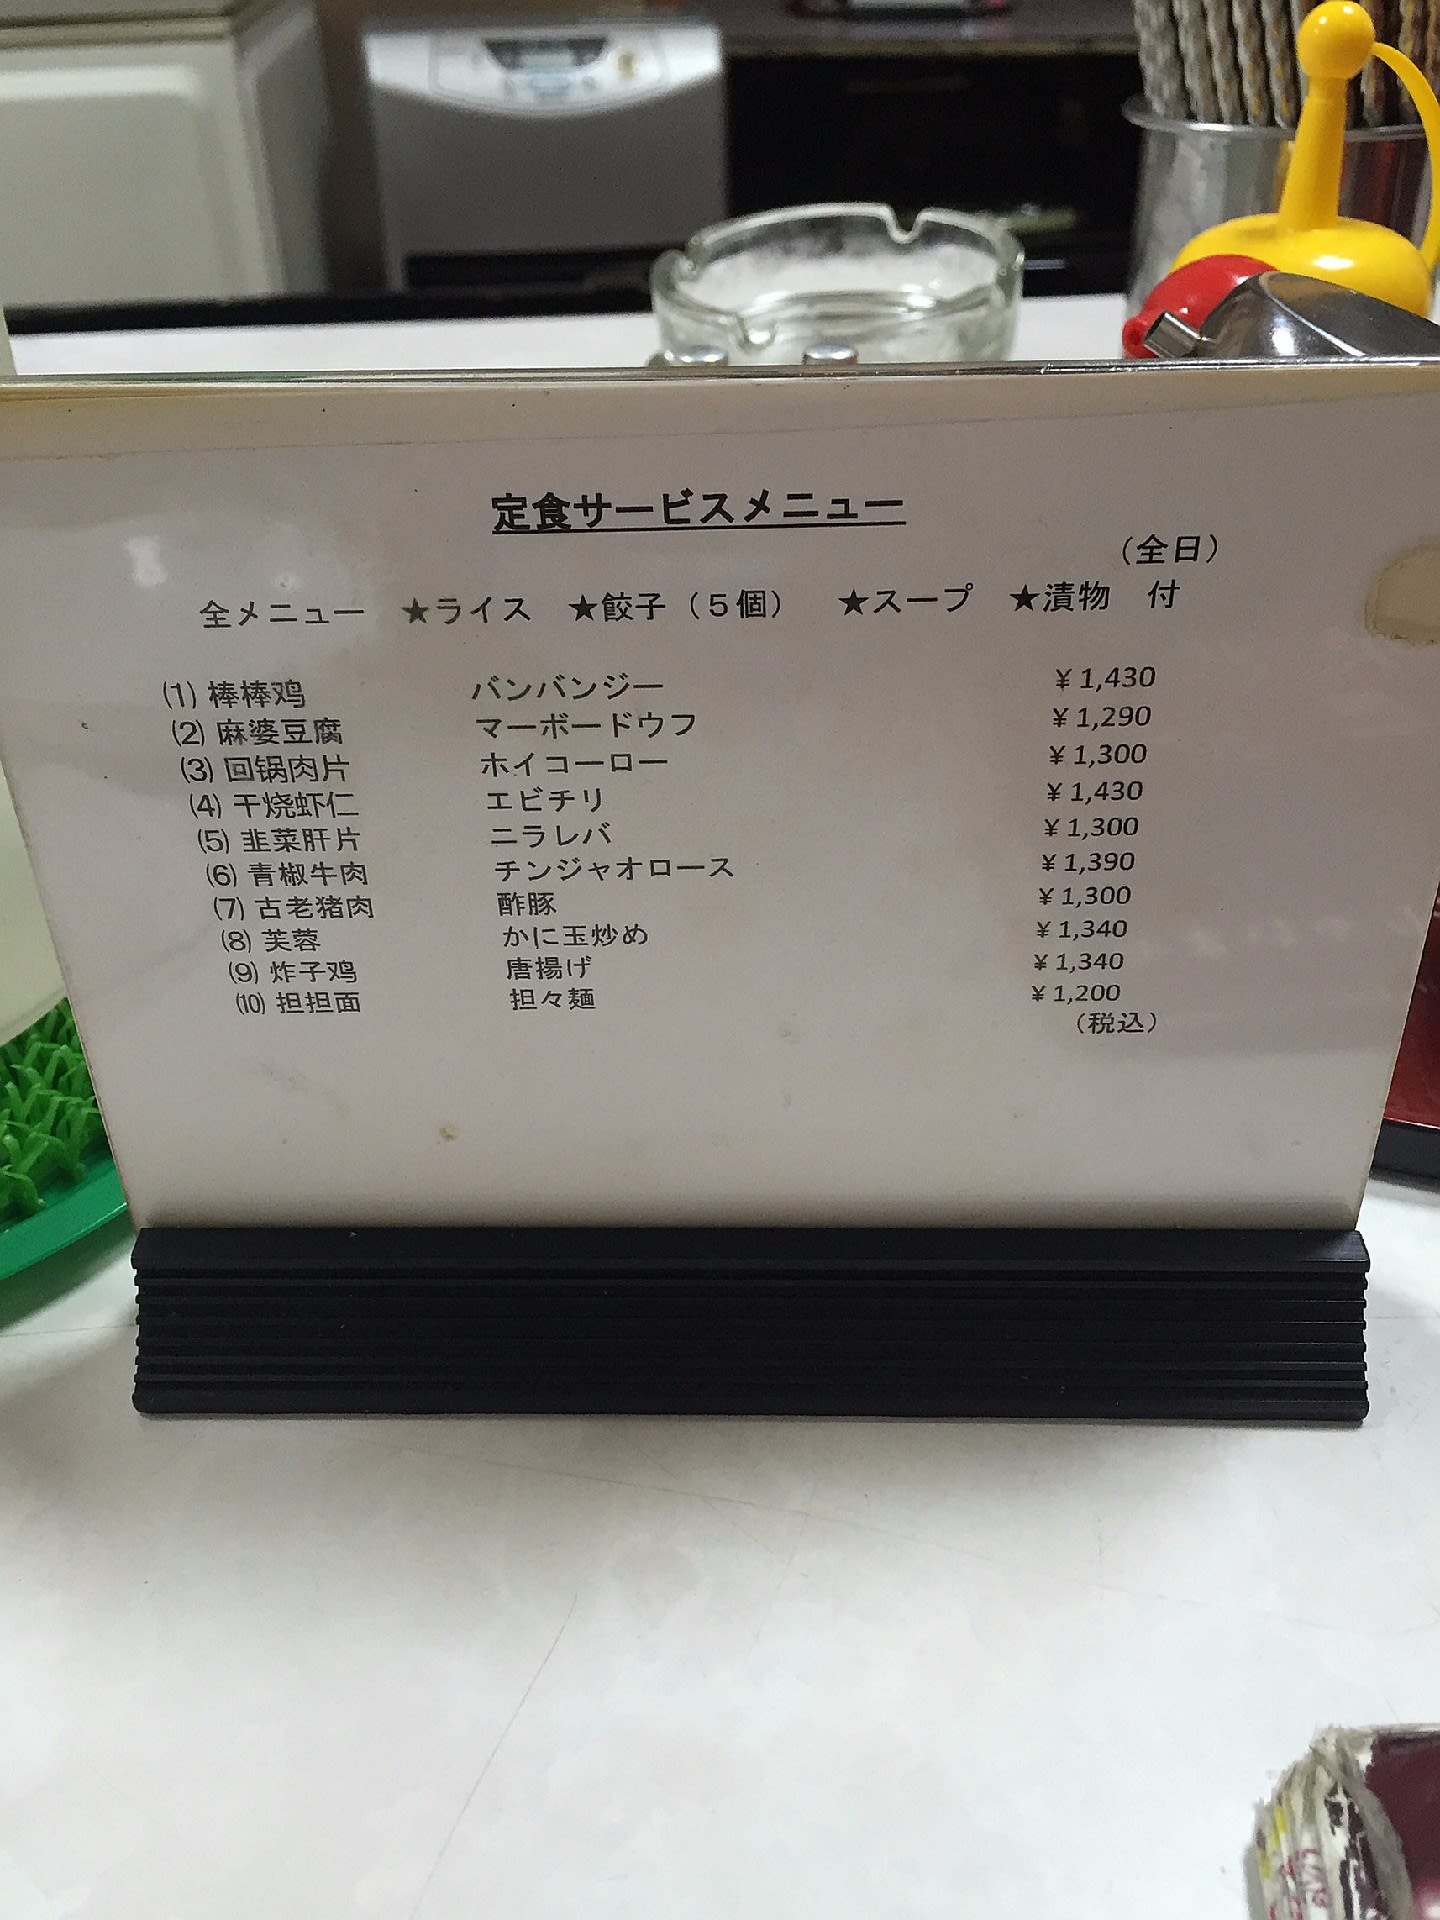 定食サービスメニュー
（全日）
全メニュー ★ライス ★餃子（５個） ★スープ ★漬物 付
(1) 棒棒鸡 バンバンジー ￥1,430
(2) 麻婆豆腐 マーボードウフ ￥1,290
(3) 回锅肉片 ホイコーロー ￥1,300
(4) 干烧虾仁 エビチリ ￥1,430
(5) 韭菜肝片 ニラレバ ￥1,300
(6) 青椒牛肉 チンジャオロース ￥1,390
(7) 古老猪肉 酢豚 ￥1,300
(8) 芙蓉 かに玉炒め ￥1,340
(9) 炸子鸡 唐揚げ ￥1,340
(10) 担担面 担々麺 ￥1,200
（税込）